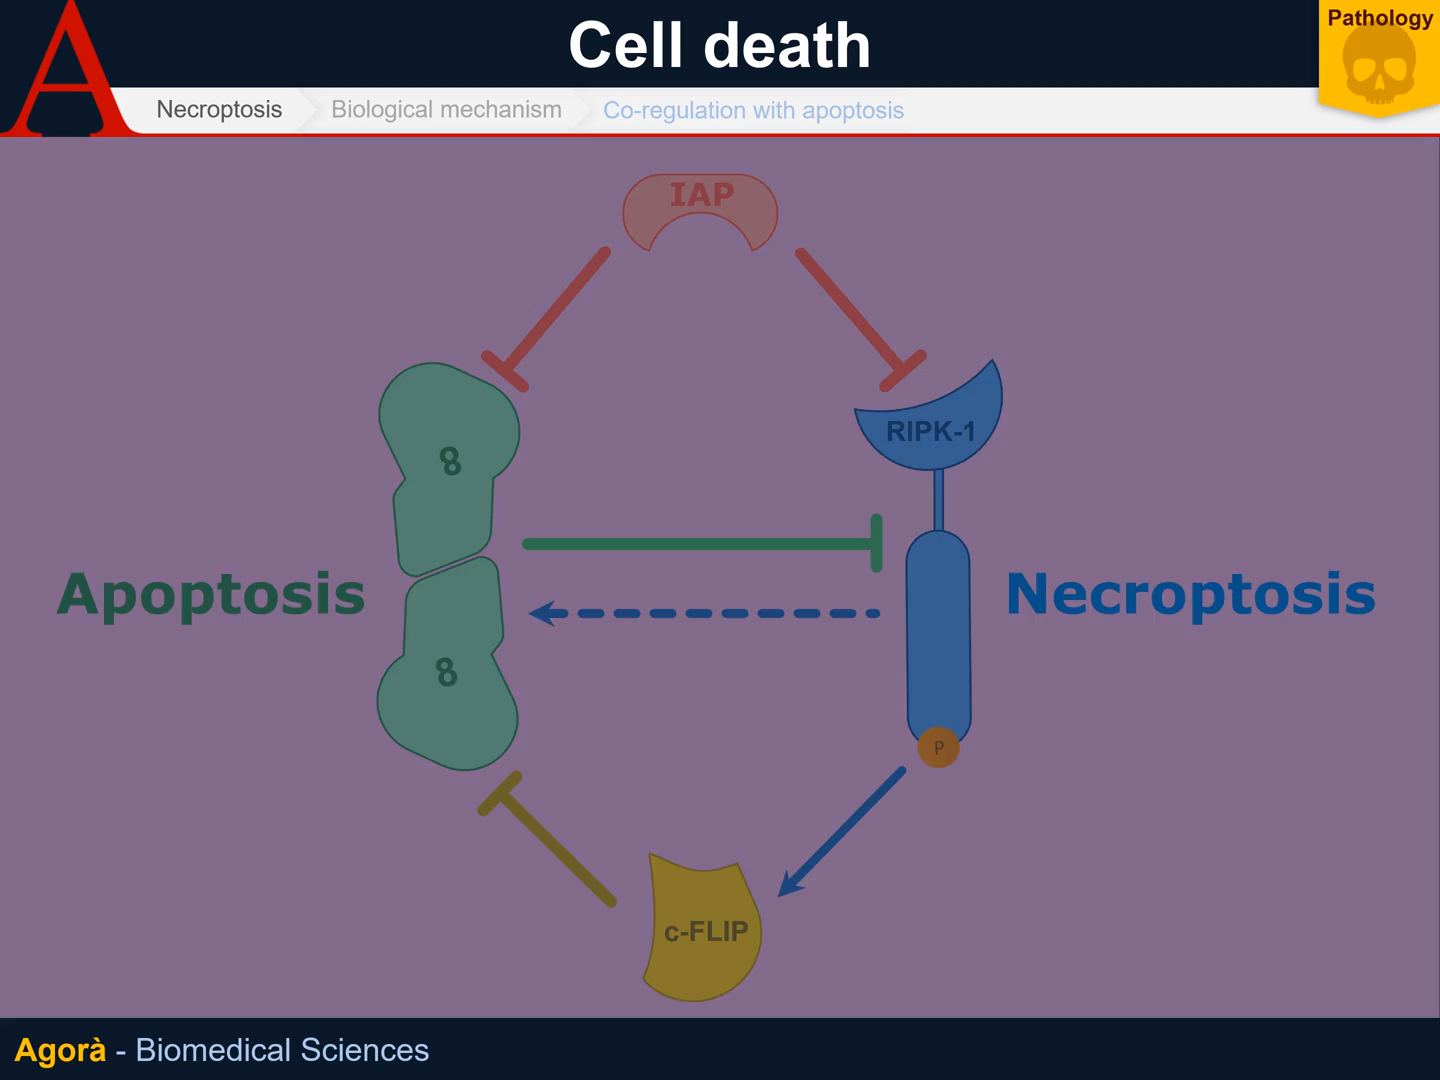 A
Cell death
Pathology
Necroptosis
Biological mechanism
Co-regulation with apoptosis
IAP
8
RIPK-1
Apoptosis
Necroptosis
8
P
c-FLIP
Agorà - Biomedical Sciences